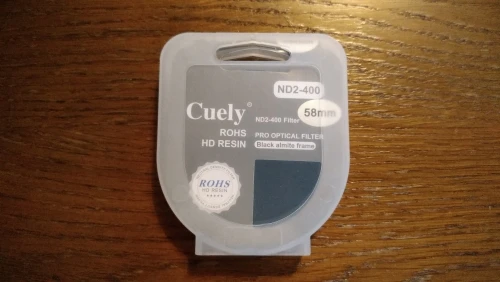 ND2-400
58mm
Cuely®
ND2-400 Filter
ROHS
PRO OPTICAL FILTER
HD RESIN
Black almite frame
ROHS
HD RESIN